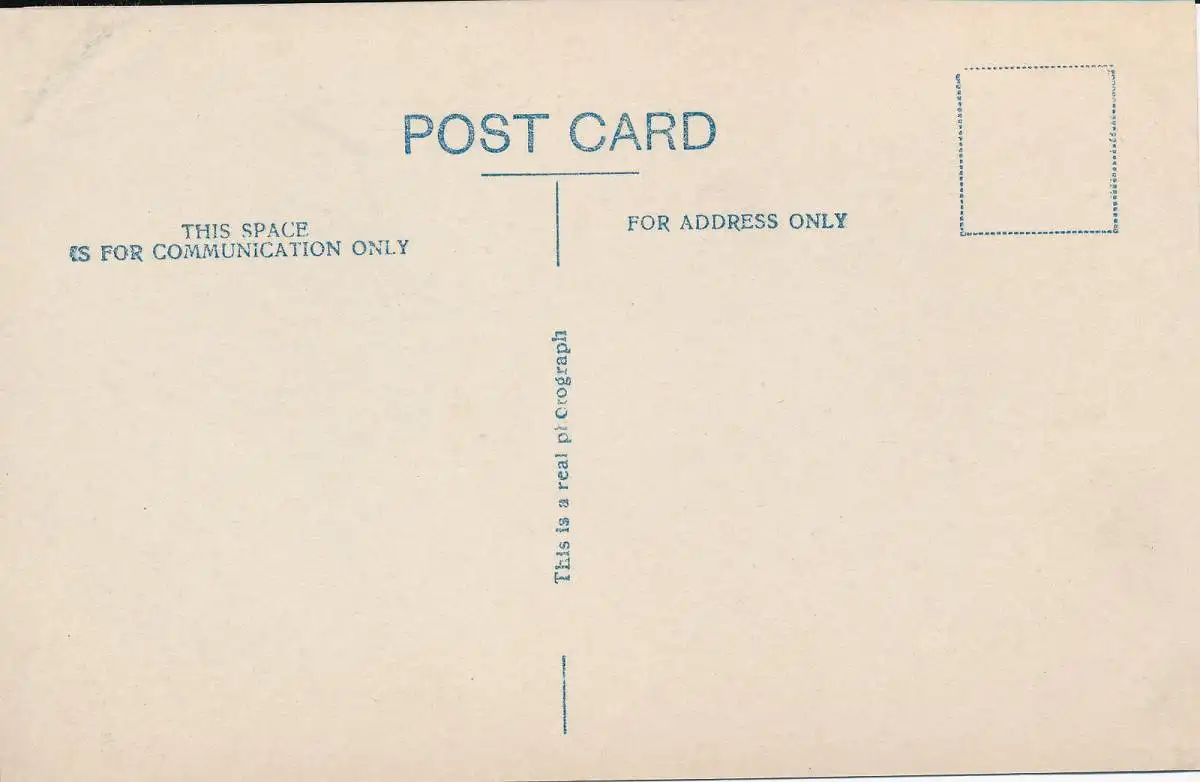 POST CARD
THIS SPACE
IS FOR COMMUNICATION ONLY
FOR ADDRESS ONLY
This is a real photograph